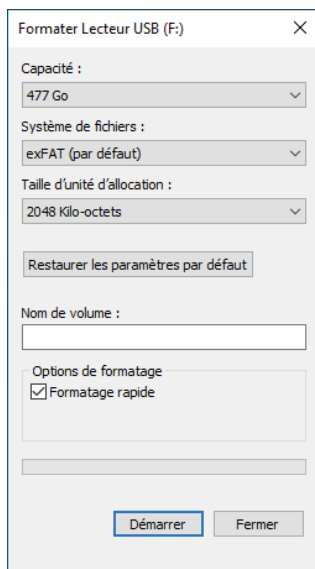 Formater Lecteur USB (F:)
Capacité :
477 Go
Système de fichiers :
exFAT (par défaut)
Taille d'unité d'allocation :
2048 Kilo-octets
Restaurer les paramètres par défaut
Nom de volume :
Options de formatage
Formatage rapide
Démarrer
Fermer